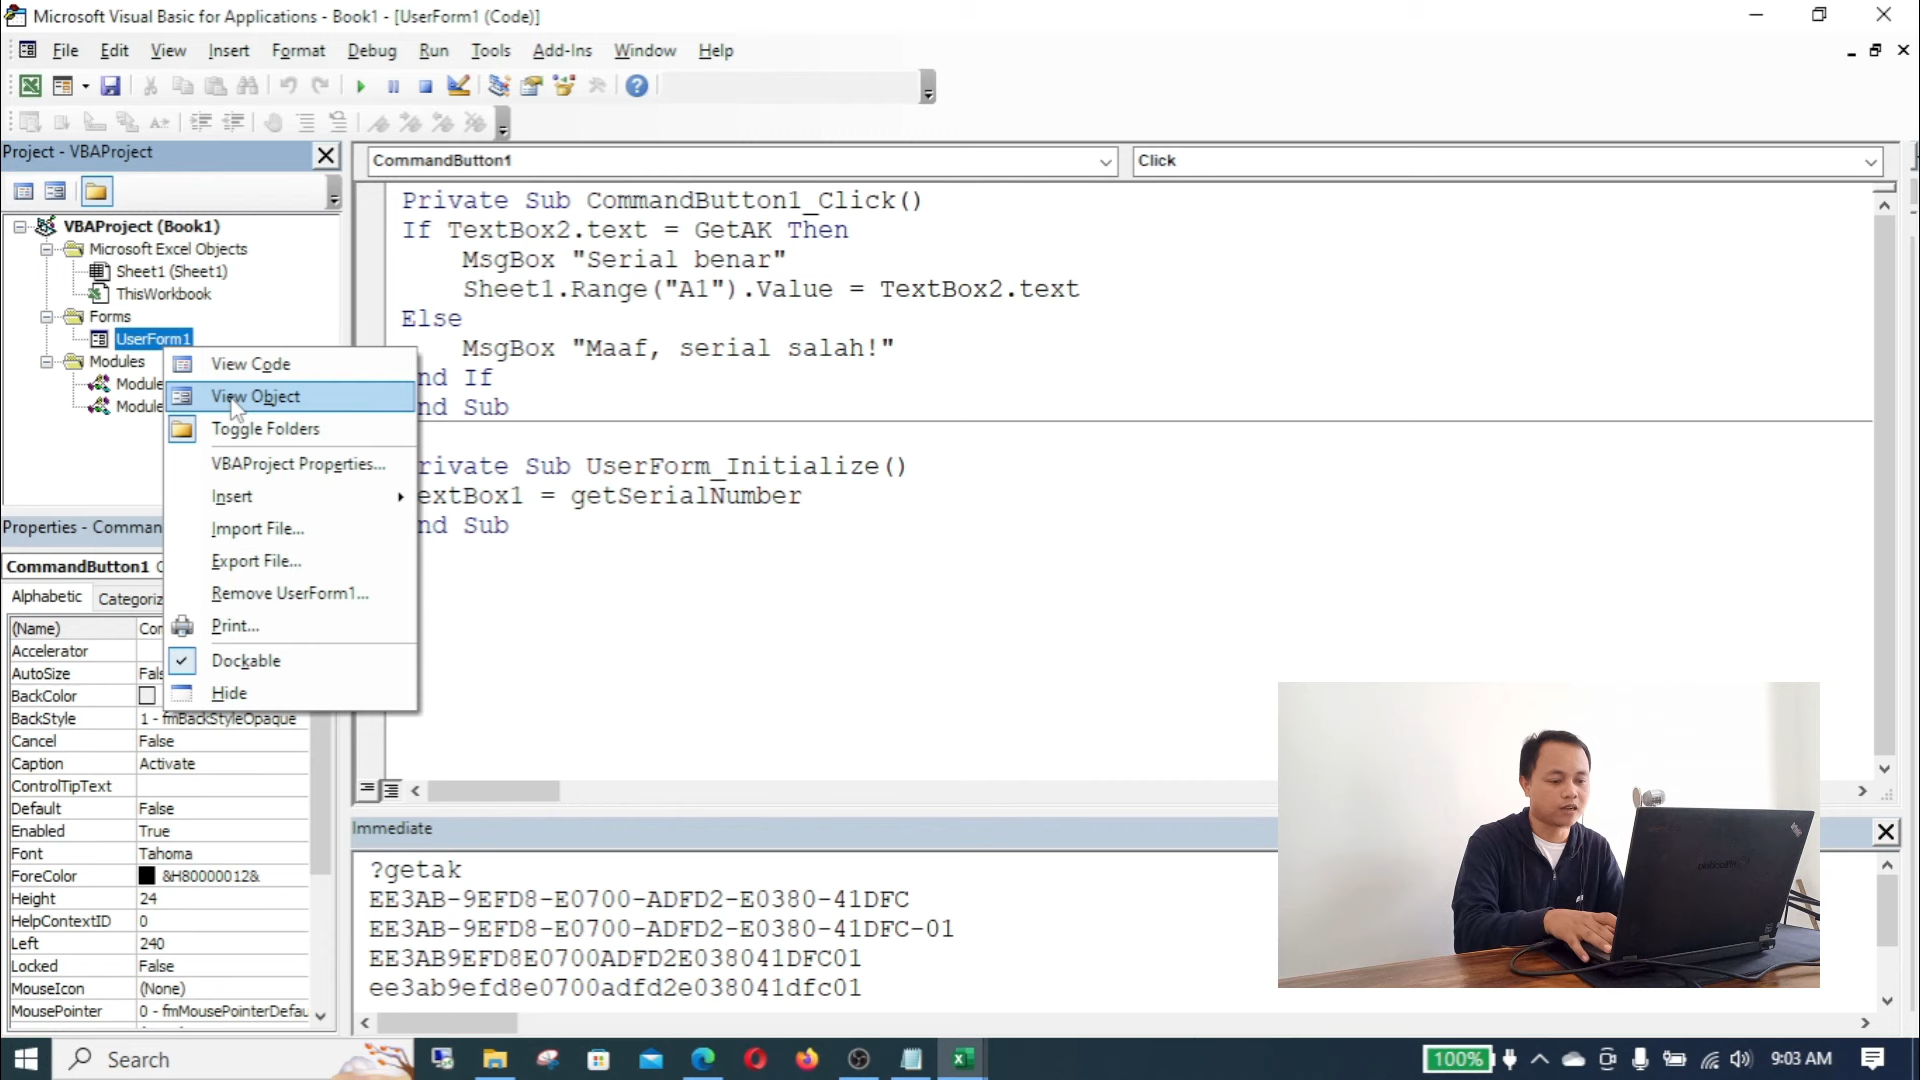 Microsoft Visual Basic for Applications - Book1 - [UserForm1 (Code)]
File Edit View Insert Format Debug Run Tools Add-Ins Window Help
Project - VBAProject
VBAProject (Book1)
Microsoft Excel Objects
Sheet1 (Sheet1)
ThisWorkbook
Forms
UserForm1
Modules
Module
Module
View Code
View Object
Toggle Folders
VBAProject Properties...
Insert
Import File...
Export File...
Remove UserForm1...
Print...
Dockable
Hide
CommandButton1
Click
Private Sub CommandButton1_Click()
If TextBox2.text = GetAK Then
MsgBox "Serial benar"
Sheet1.Range("A1").Value = TextBox2.text
Else
MsgBox "Maaf, serial salah!"
nd If
nd Sub
rivate Sub UserForm_Initialize()
extBox1 = getSerialNumber
nd Sub
Properties - Comman
CommandButton1 C
Alphabetic Categoriz
(Name) Cor
Accelerator
AutoSize Fals
BackColor
BackStyle 1 - fmBackStyleOpaque
Cancel False
Caption Activate
ControlTipText
Default False
Enabled True
Font Tahoma
ForeColor &H80000012&
Height 24
HelpContextID 0
Left 240
Locked False
MouseIcon (None)
MousePointer 0 - fmMousePointerDefau
Immediate
?getak
EE3AB-9EFD8-E0700-ADFD2-E0380-41DFC
EE3AB-9EFD8-E0700-ADFD2-E0380-41DFC-01
EE3AB9EFD8E0700ADFD2E038041DFC01
ee3ab9efd8e0700adfd2e038041dfc01
Search
100%
9:03 AM